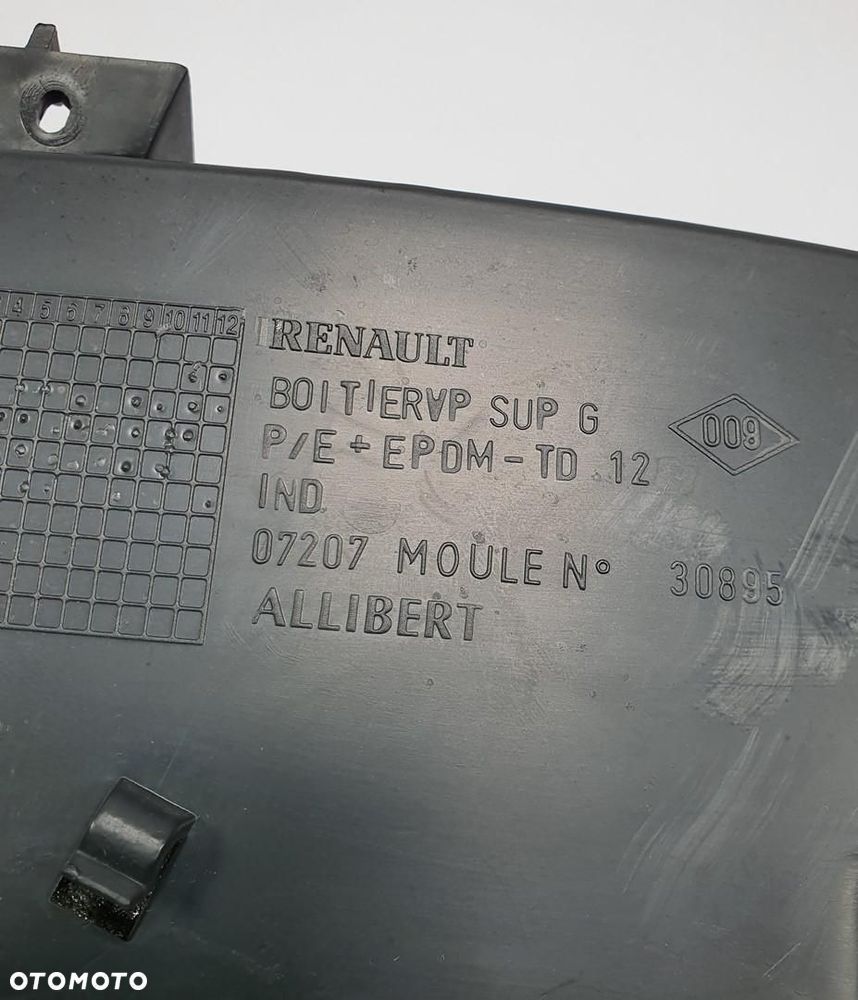 4 5 6 7 8 9 10 11 12
RENAULT
BOITIERVP SUP G
P/E + EPDM - TD 12
009
IND
07207 MOULE N° 30895
ALLIBERT
OTOMOTO